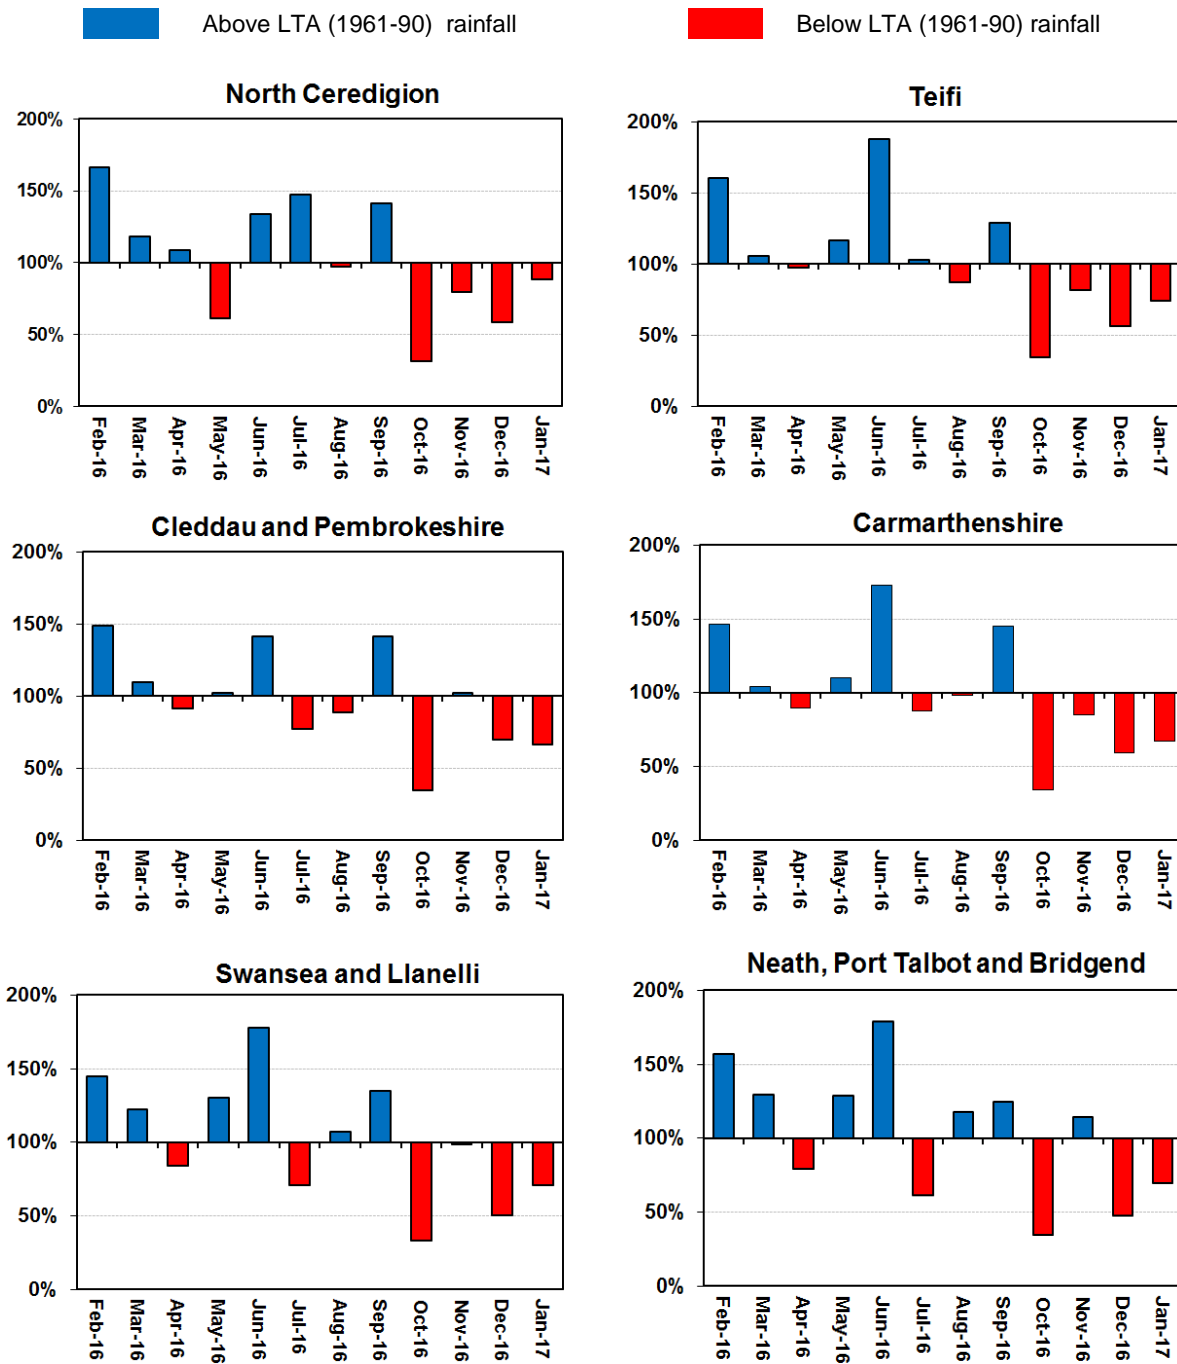 Above LTA (1961-90) rainfall
Below LTA (1961-90) rainfall
North Ceredigion
200%
150%
100%
50%
0%
Feb-16
Mar-16
Apr-16
May-16
Jun-16
Jul-16
Aug-16
Sep-16
Oct-16
Nov-16
Dec-16
Jan-17
Teifi
200%
150%
100%
50%
0%
Feb-16
Mar-16
Apr-16
May-16
Jun-16
Jul-16
Aug-16
Sep-16
Oct-16
Nov-16
Dec-16
Jan-17
Cleddau and Pembrokeshire
200%
150%
100%
50%
0%
Feb-16
Mar-16
Apr-16
May-16
Jun-16
Jul-16
Aug-16
Sep-16
Oct-16
Nov-16
Dec-16
Jan-17
Carmarthenshire
200%
150%
100%
50%
0%
Feb-16
Mar-16
Apr-16
May-16
Jun-16
Jul-16
Aug-16
Sep-16
Oct-16
Nov-16
Dec-16
Jan-17
Swansea and Llanelli
200%
150%
100%
50%
0%
Feb-16
Mar-16
Apr-16
May-16
Jun-16
Jul-16
Aug-16
Sep-16
Oct-16
Nov-16
Dec-16
Jan-17
Neath, Port Talbot and Bridgend
200%
150%
100%
50%
0%
Feb-16
Mar-16
Apr-16
May-16
Jun-16
Jul-16
Aug-16
Sep-16
Oct-16
Nov-16
Dec-16
Jan-17